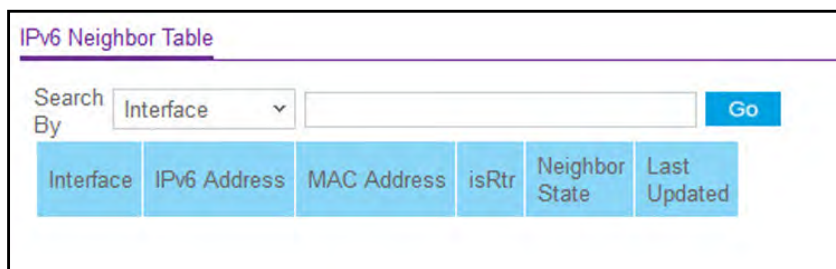 IPv6 Neighbor Table
Search By Interface Go
Interface IPv6 Address MAC Address isRtr Neighbor State Last Updated